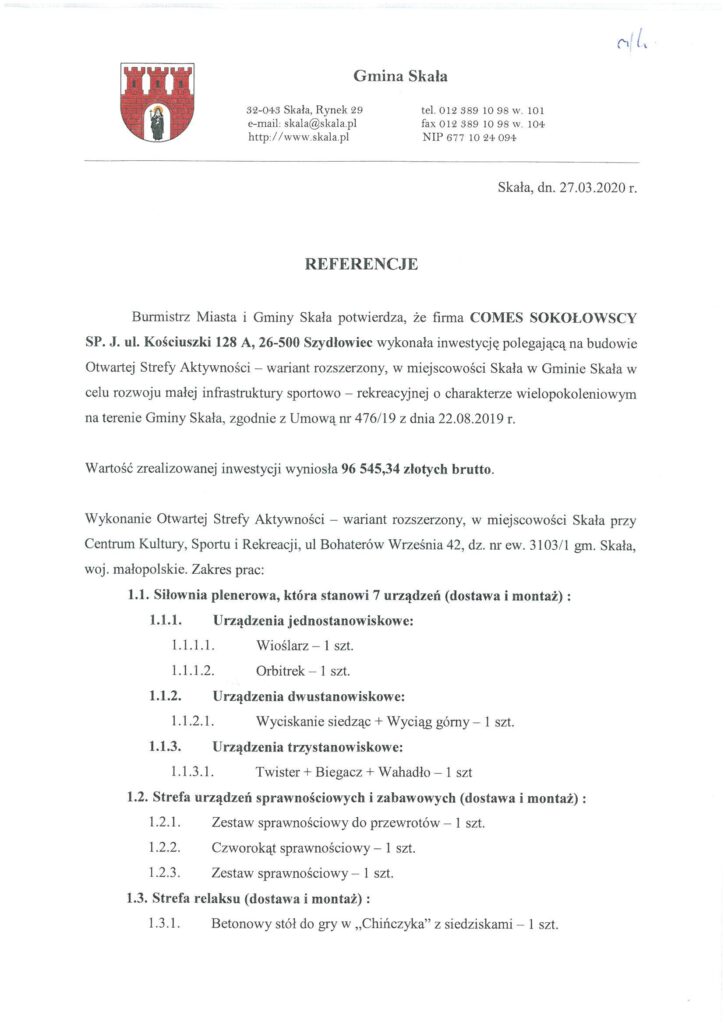 Gmina Skała
32-043 Skała, Rynek 29
e-mail: skala@skala.pl
http://www.skala.pl
tel. 012 389 10 98 w. 101
fax 012 389 10 98 w. 104
NIP 677 10 24 094
Skała, dn. 27.03.2020 r.
REFERENCJE
Burmistrz Miasta i Gminy Skała potwierdza, że firma COMES SOKOŁOWSCY
SP. J. ul. Kościuszki 128 A, 26-500 Szydłowiec wykonała inwestycję polegającą na budowie
Otwartej Strefy Aktywności – wariant rozszerzony, w miejscowości Skała w Gminie Skała w
celu rozwoju małej infrastruktury sportowo – rekreacyjnej o charakterze wielopokoleniowym
na terenie Gminy Skała, zgodnie z Umową nr 476/19 z dnia 22.08.2019 r.
Wartość zrealizowanej inwestycji wyniosła 96 545,34 złotych brutto.
Wykonanie Otwartej Strefy Aktywności – wariant rozszerzony, w miejscowości Skała przy
Centrum Kultury, Sportu i Rekreacji, ul Bohaterów Września 42, dz. nr ew. 3103/1 gm. Skała,
woj. małopolskie. Zakres prac:
1.1. Siłownia plenerowa, która stanowi 7 urządzeń (dostawa i montaż) :
1.1.1. Urządzenia jednostanowiskowe:
1.1.1.1. Wioślarz – 1 szt.
1.1.1.2. Orbitrek – 1 szt.
1.1.2. Urządzenia dwustanowiskowe:
1.1.2.1. Wyciskanie siedząc + Wyciąg górny – 1 szt.
1.1.3. Urządzenia trzystanowiskowe:
1.1.3.1. Twister + Biegacz + Wahadło – 1 szt
1.2. Strefa urządzeń sprawnościowych i zabawowych (dostawa i montaż) :
1.2.1. Zestaw sprawnościowy do przewrotów – 1 szt.
1.2.2. Czworokąt sprawnościowy – 1 szt.
1.2.3. Zestaw sprawnościowy – 1 szt.
1.3. Strefa relaksu (dostawa i montaż) :
1.3.1. Betonowy stół do gry w „Chińczyka” z siedziskami – 1 szt.